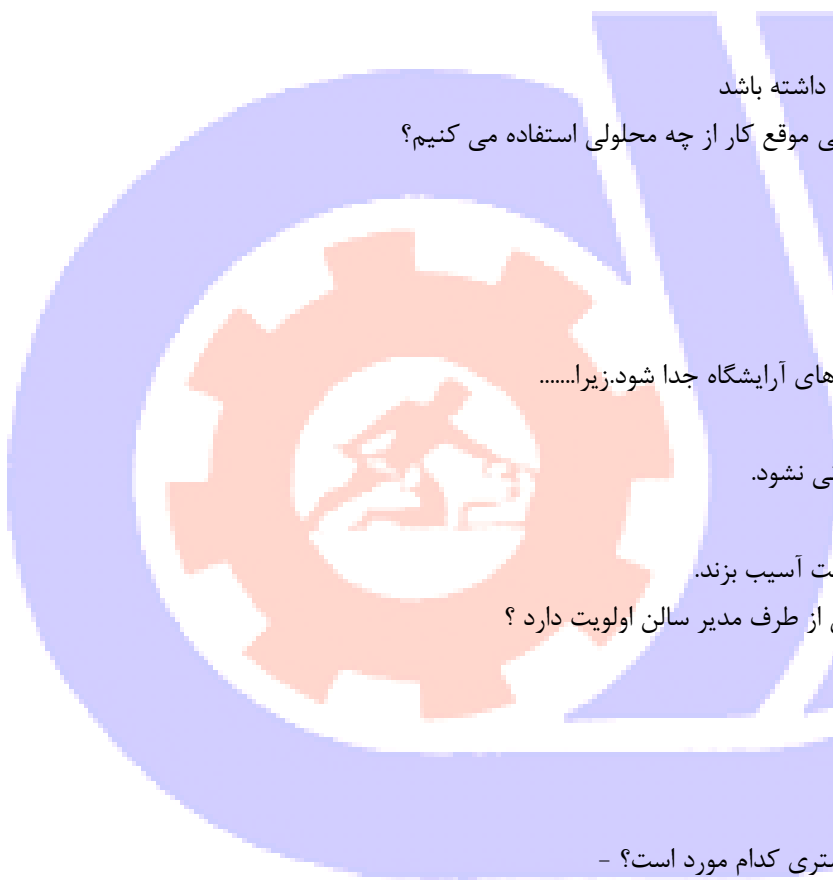 داشته باشد
ی موقع کار از چه محلولی استفاده می کنیم؟
های آرایشگاه جدا شود.زیرا.......
نی نشود.
ت آسیب بزند.
از طرف مدیر سالن اولویت دارد ؟
ستری کدام مورد است؟ -